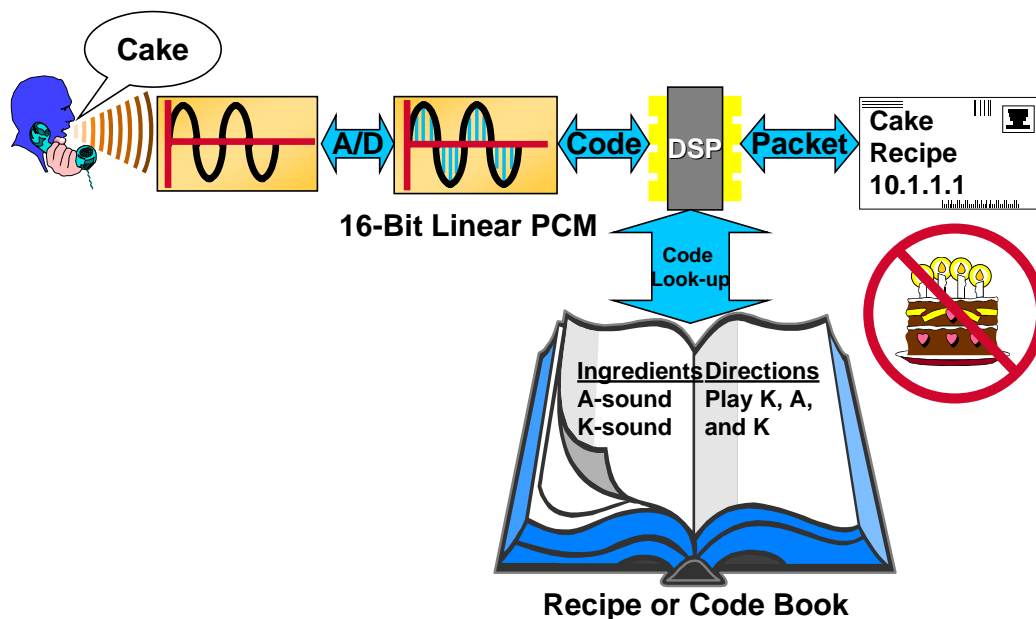 Cake
A/D
Code
DSP
Packet
Cake
Recipe
10.1.1.1
16-Bit Linear PCM
Code
Look-up
Ingredients Directions
A-sound Play K, A,
K-sound and K
Recipe or Code Book